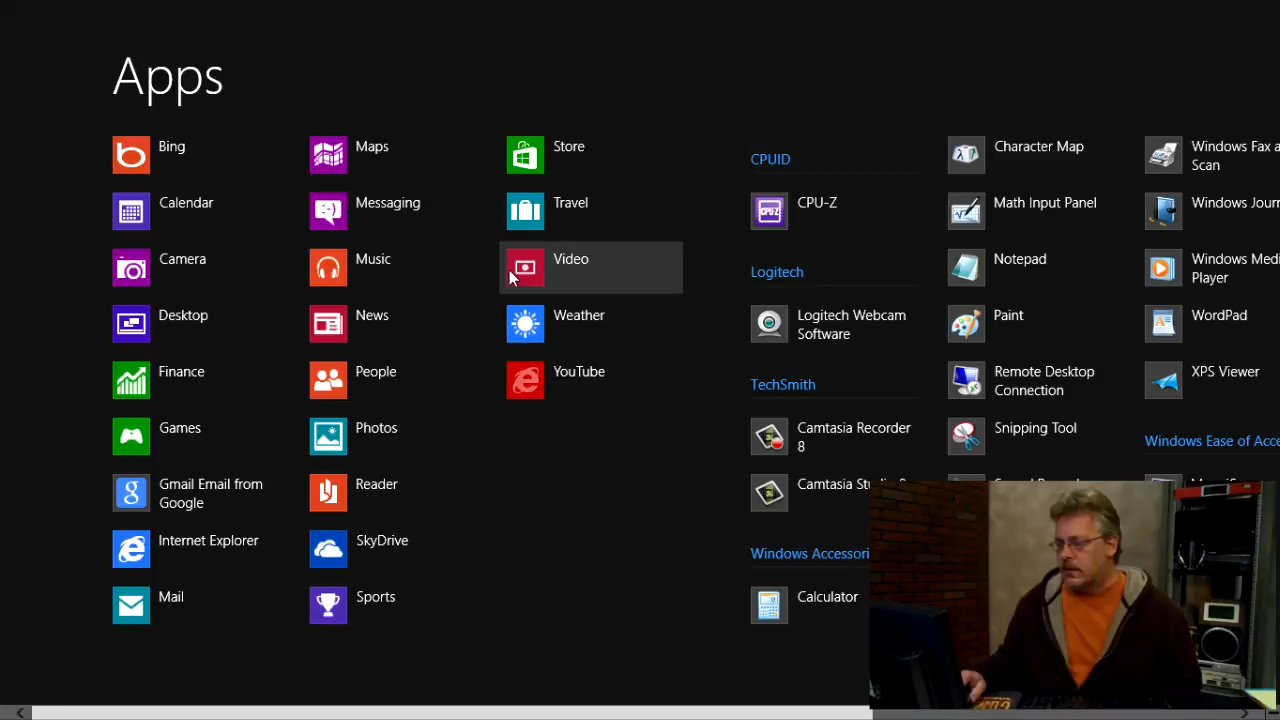 Apps
Bing
Calendar
Camera
Desktop
Finance
Games
Gmail Email from
Google
Internet Explorer
Mail
Maps
Messaging
Music
News
People
Photos
Reader
SkyDrive
Sports
Store
Travel
Video
Weather
YouTube
CPUID
CPU-Z
Logitech
Logitech Webcam
Software
TechSmith
Camtasia Recorder
8
Camtasia
Windows Accessori
Calculator
Character Map
Math Input Panel
Notepad
Paint
Remote Desktop
Connection
Snipping Tool
Windows Fax a
Scan
Windows Jour
Windows Med
Player
WordPad
XPS Viewer
Windows Ease of Acce